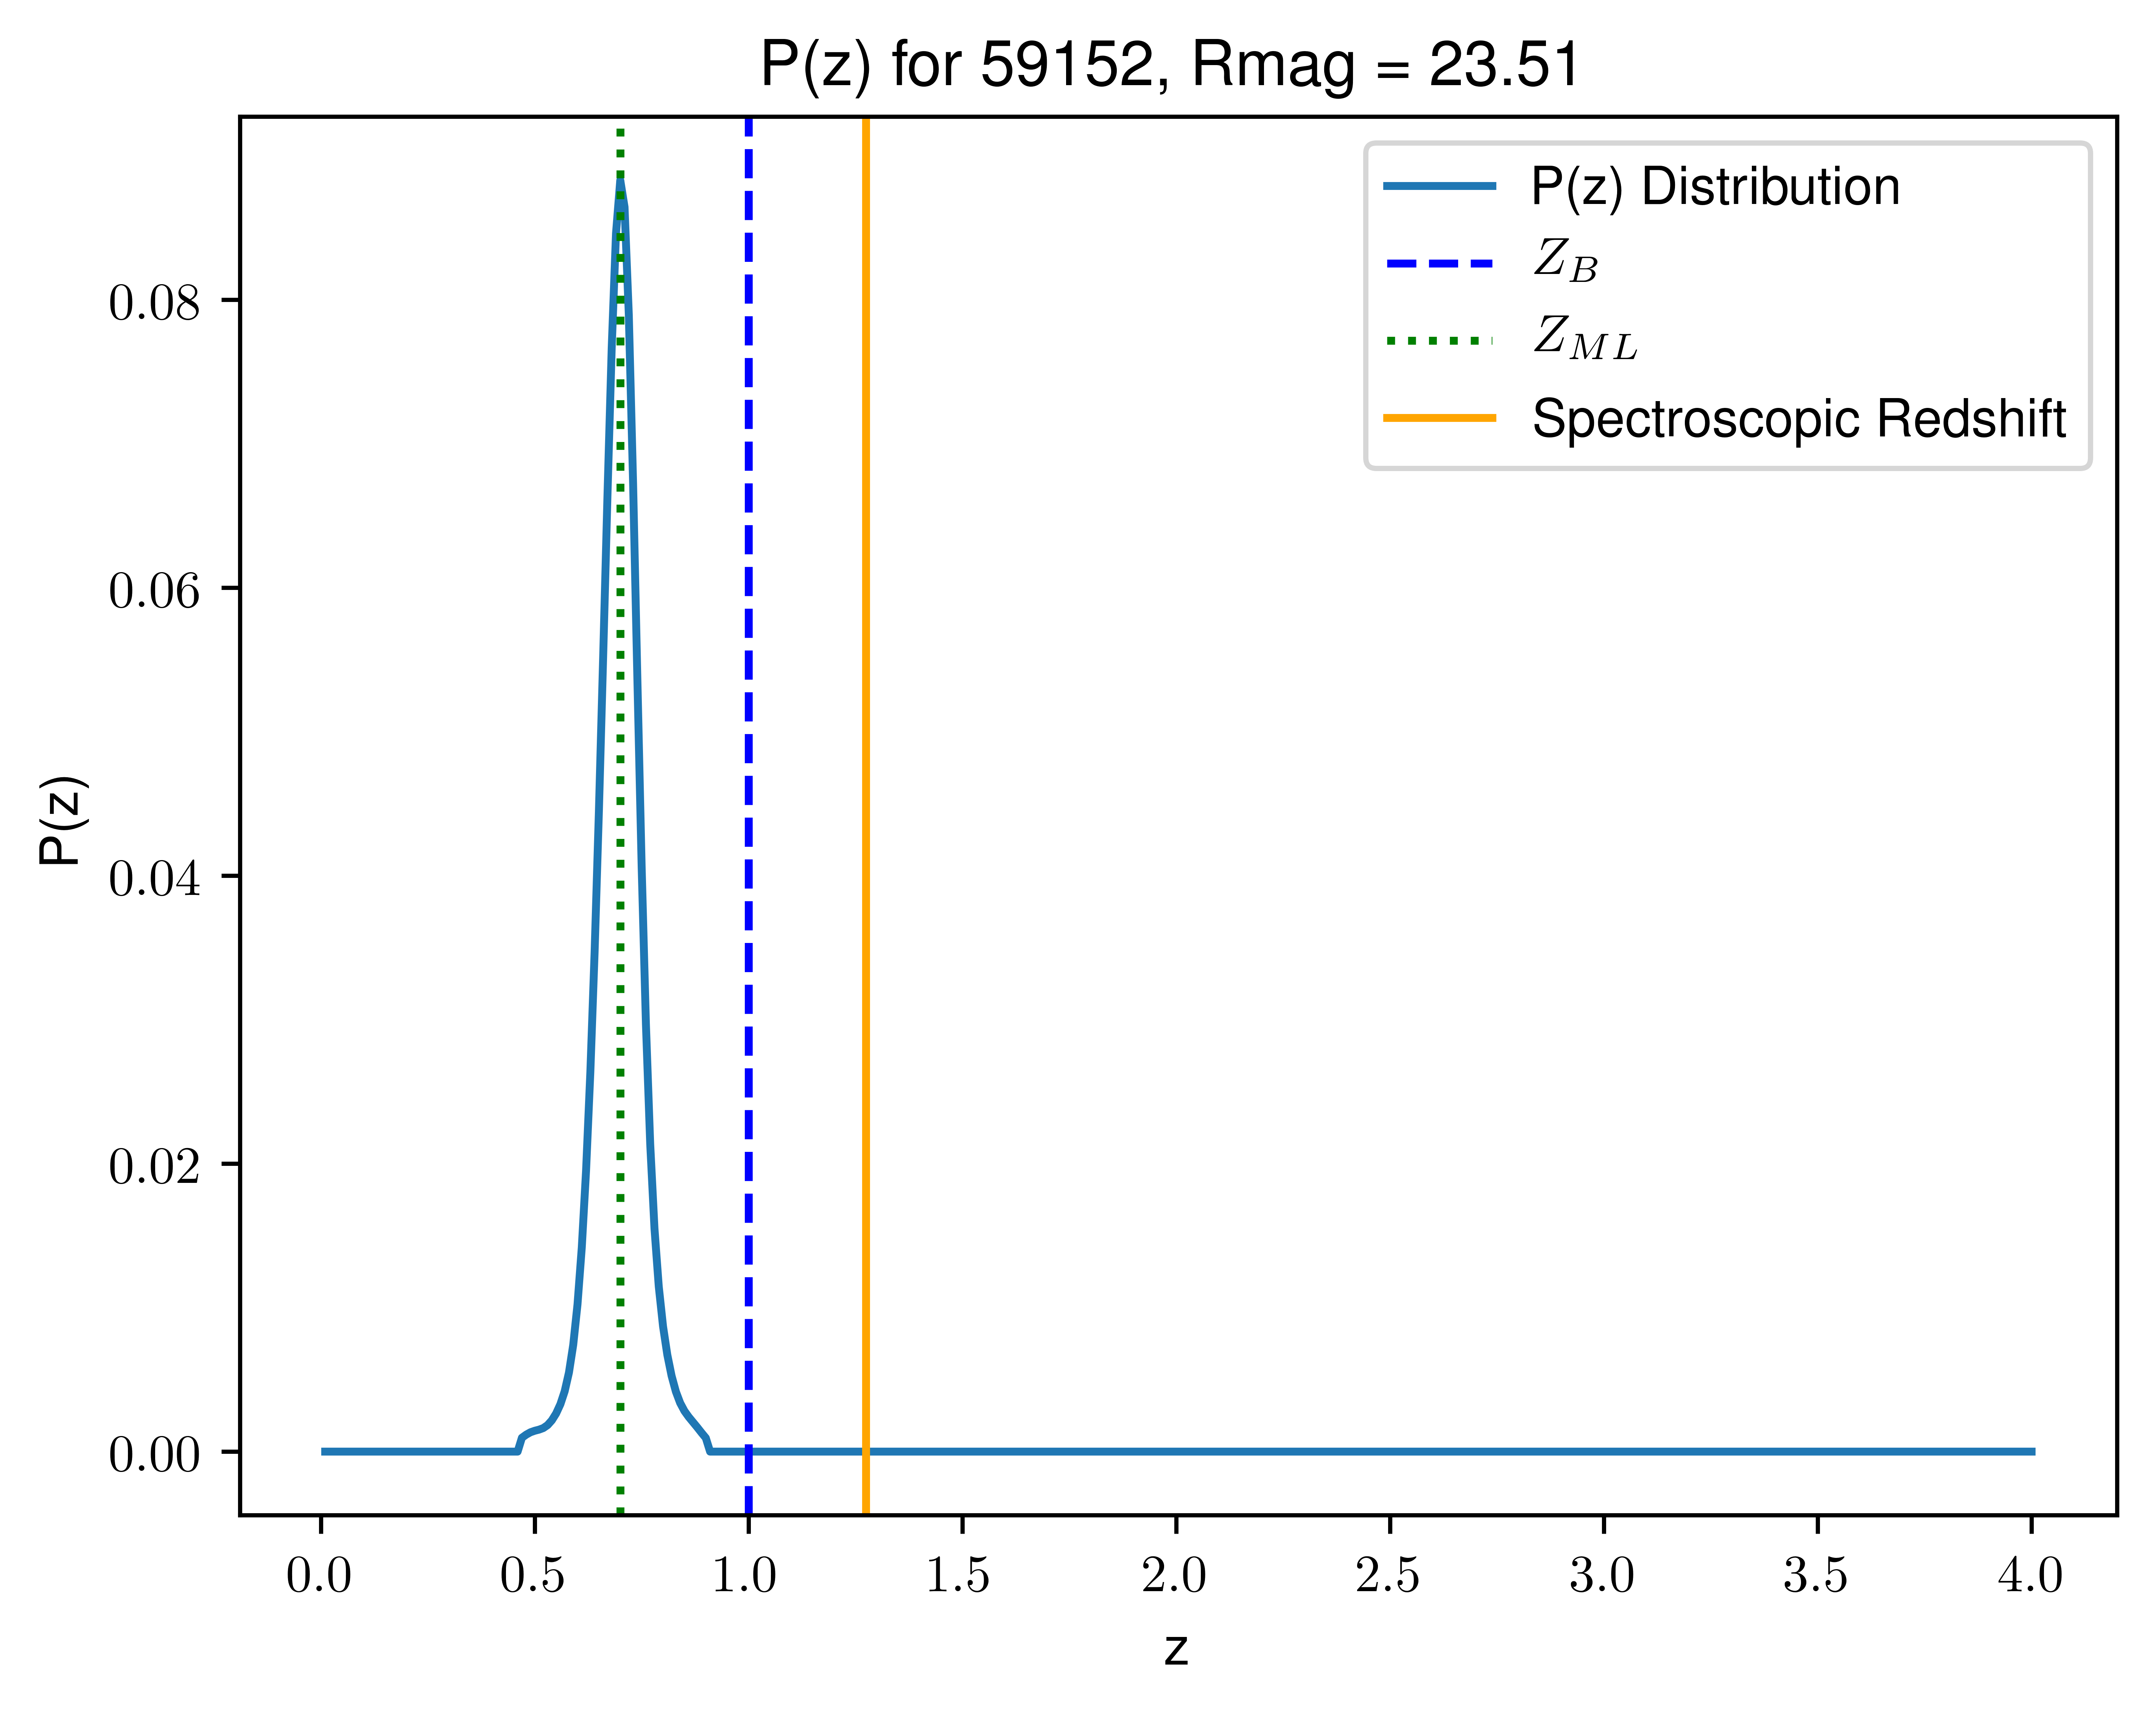 P(z) for 59152, Rmag = 23.51
P(z) Distribution
Z_B
Z_ML
Spectroscopic Redshift
P(z)
0.08
0.06
0.04
0.02
0.00
0.0 0.5 1.0 1.5 2.0 2.5 3.0 3.5 4.0
z